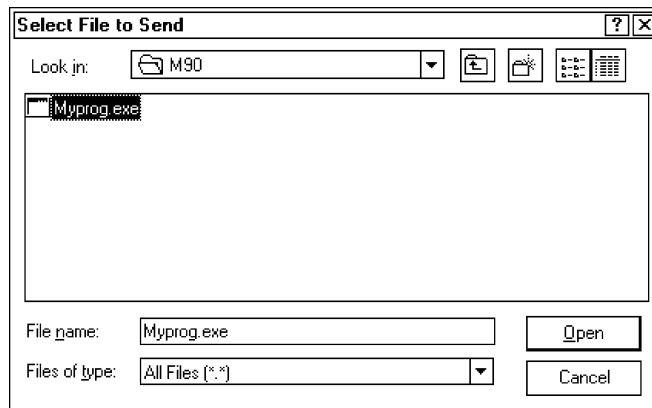 Select File to Send
Look in: M90
Myprog.exe
File name: Myprog.exe Open
Files of type: All Files (*.*) Cancel